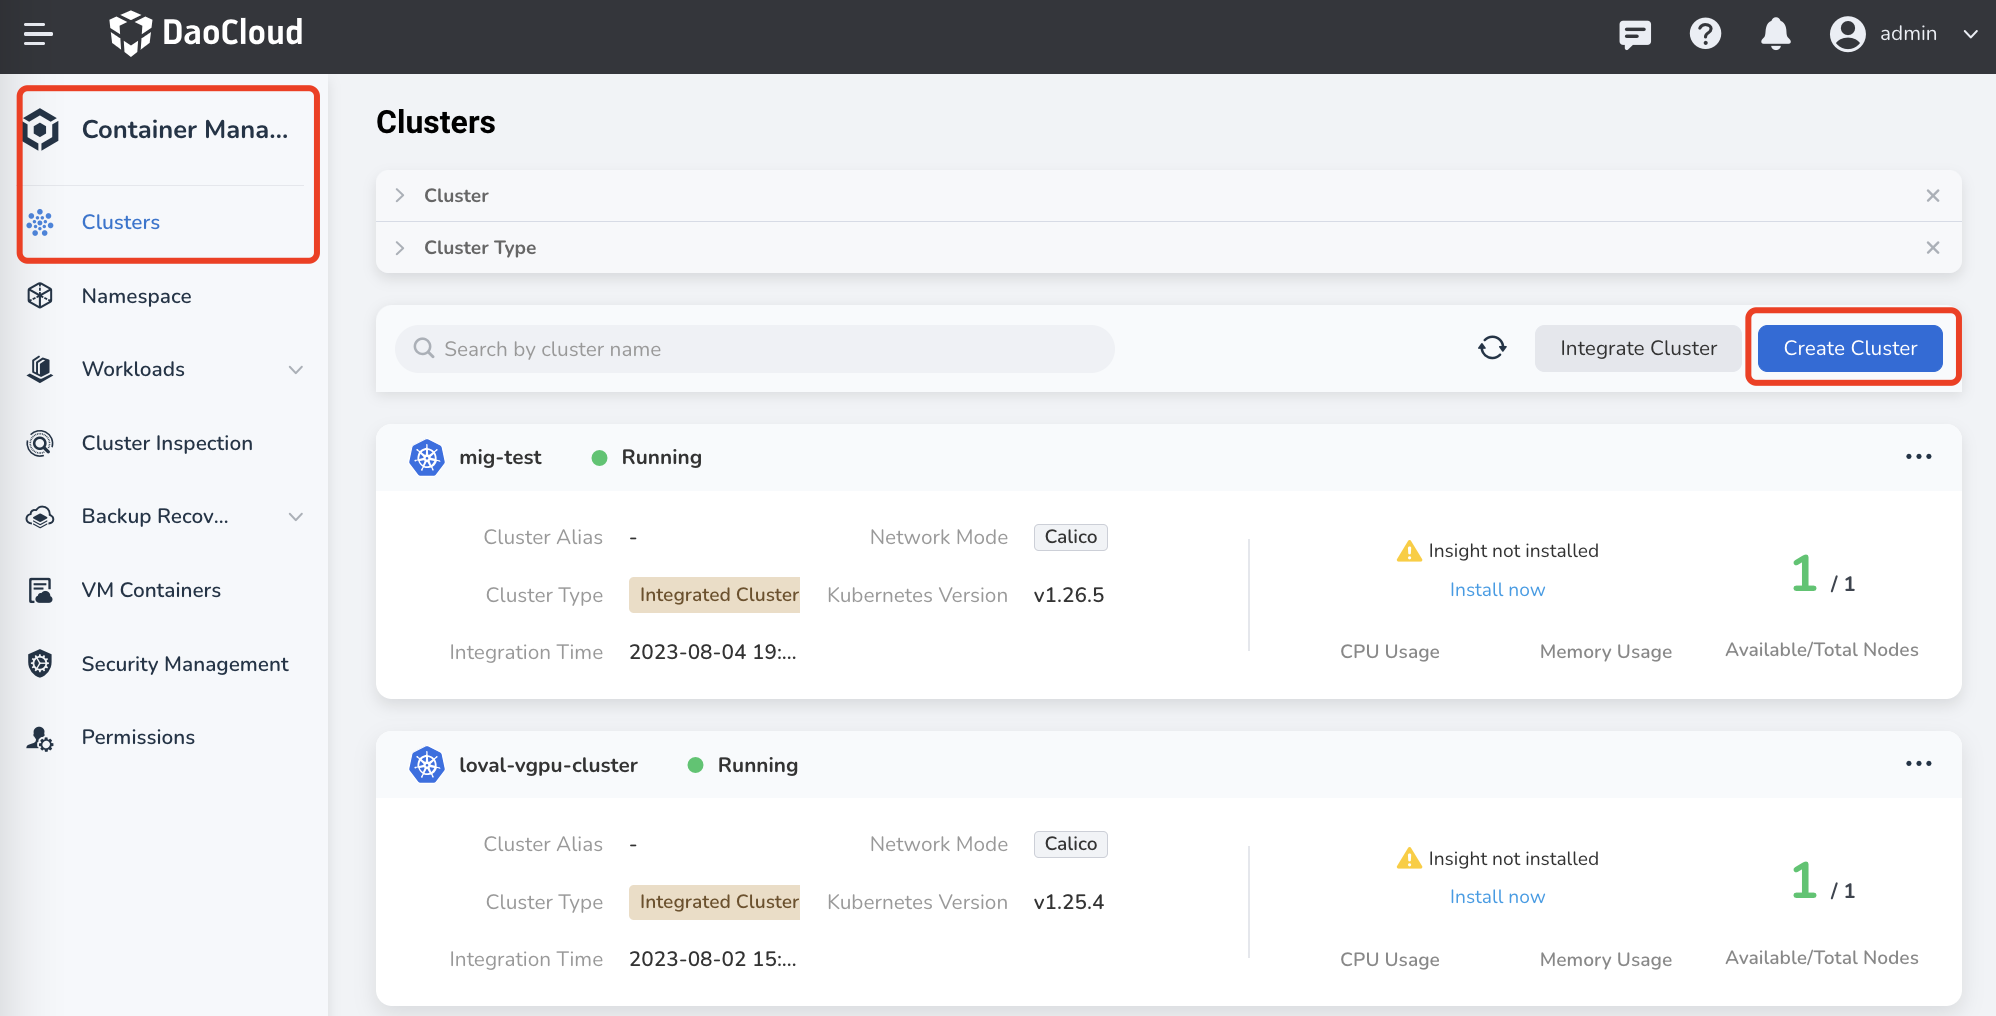 DaoCloud
admin
Container Mana...
Clusters
Namespace
Workloads
Cluster Inspection
Backup Recov...
VM Containers
Security Management
Permissions
Clusters
Cluster
Cluster Type
Search by cluster name
Integrate Cluster
Create Cluster
mig-test Running
Cluster Alias - Network Mode Calico
Cluster Type Integrated Cluster Kubernetes Version v1.26.5
Integration Time 2023-08-04 19:...
Insight not installed
Install now
CPU Usage Memory Usage
1 / 1
Available/Total Nodes
loval-vgpu-cluster Running
Cluster Alias - Network Mode Calico
Cluster Type Integrated Cluster Kubernetes Version v1.25.4
Integration Time 2023-08-02 15:...
Insight not installed
Install now
CPU Usage Memory Usage
1 / 1
Available/Total Nodes